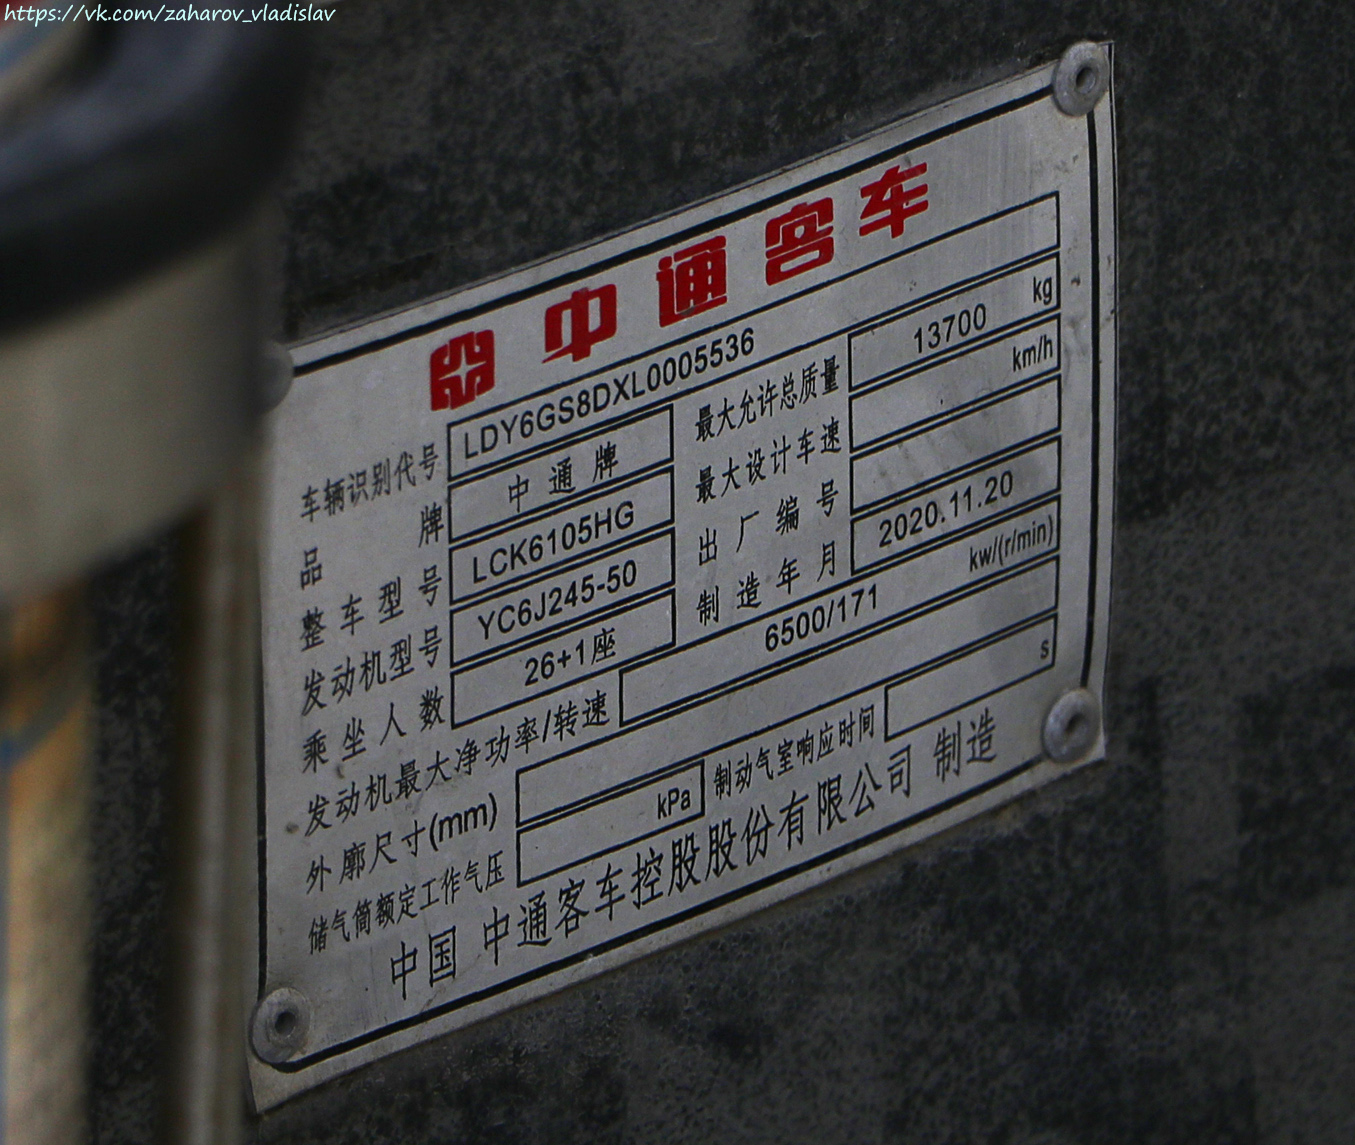 https://vk.com/zaharov_vladislav
中通客车
车辆识别代号 LDY6GS8DXL0005536
品牌 中通牌 最大允许总质量 13700 kg
整车型号 LCK6105HG 最大设计车速 km/h
发动机型号 YC6J245-50 出厂编号
乘坐人数 26+1座 制造年月 2020.11.20
发动机最大净功率/转速 6500/171 kw/(r/min)
外廓尺寸(mm)
储气筒额定工作气压 kPa 制动气室响应时间 s
中国 中通客车控股股份有限公司 制造